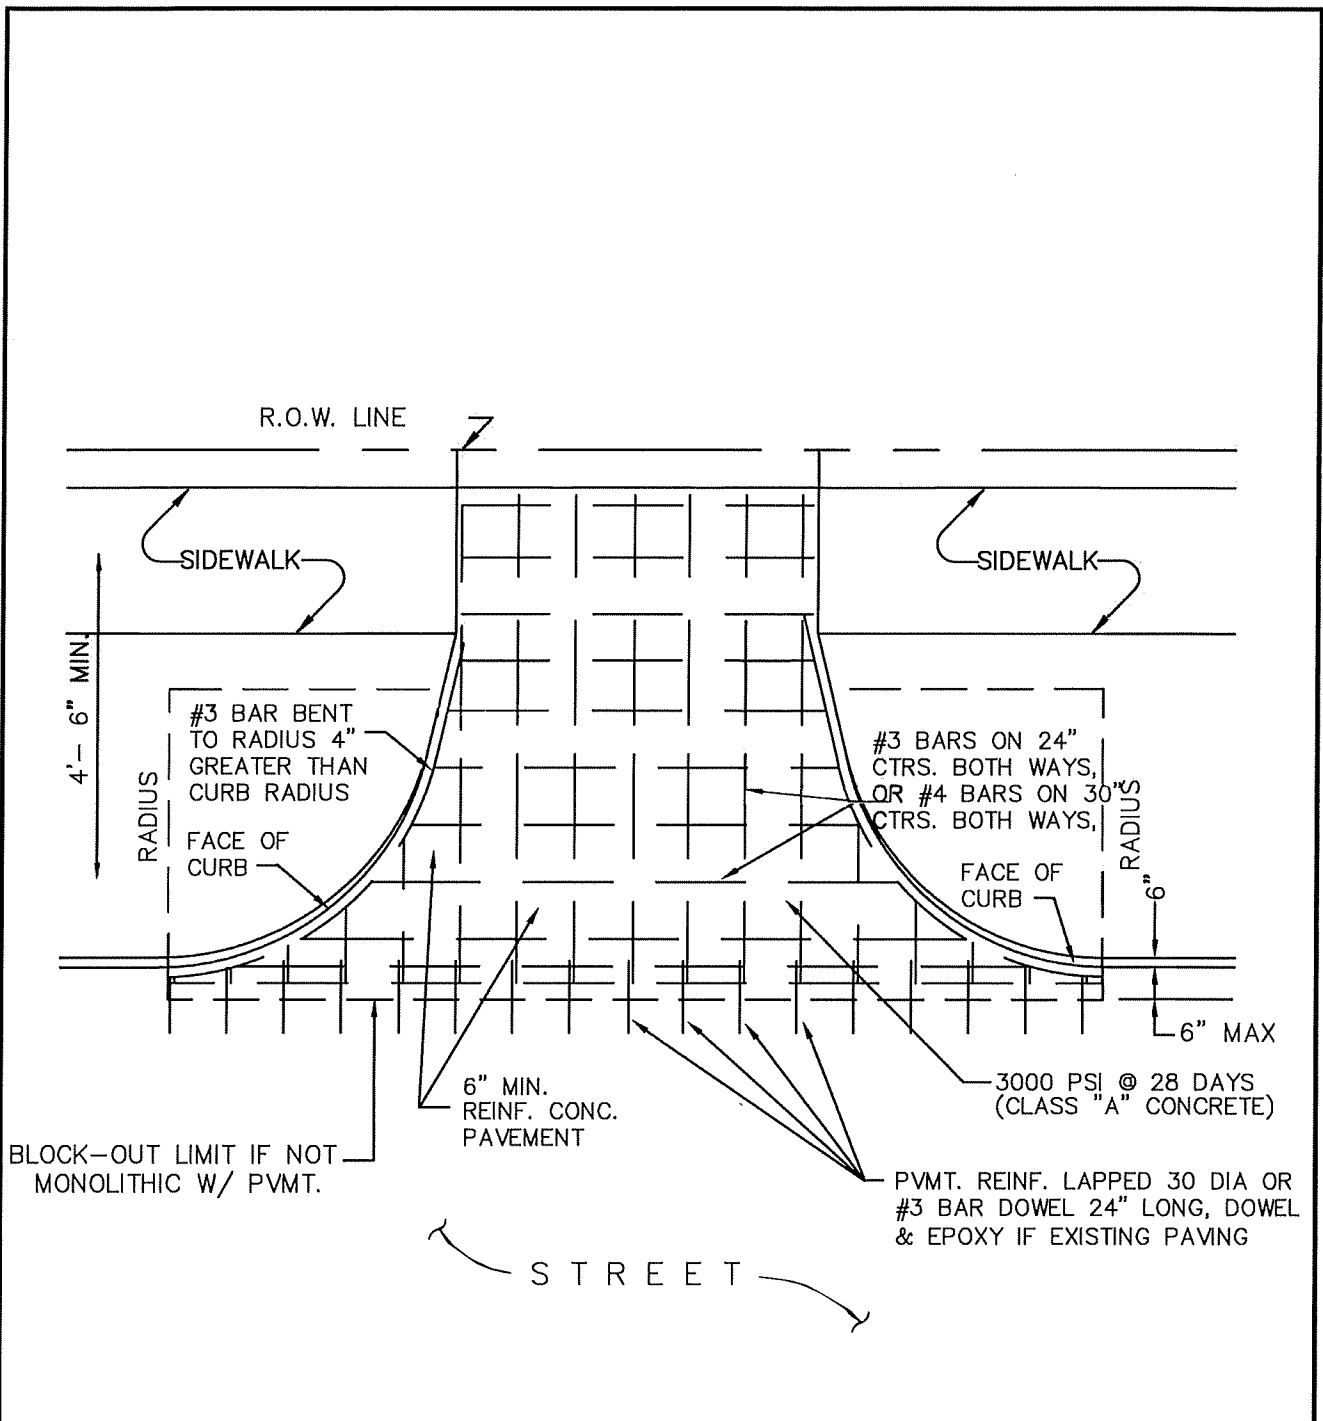 R.O.W. LINE
SIDEWALK
SIDEWALK
4'- 6" MIN.
RADIUS
#3 BAR BENT
TO RADIUS 4"
GREATER THAN
CURB RADIUS
FACE OF
CURB
#3 BARS ON 24"
CTRS. BOTH WAYS,
OR #4 BARS ON 30"
CTRS. BOTH WAYS,
RADIUS
FACE OF
CURB
6"
6" MAX
6" MIN.
REINF. CONC.
PAVEMENT
3000 PSI @ 28 DAYS
(CLASS "A" CONCRETE)
BLOCK-OUT LIMIT IF NOT
MONOLITHIC W/ PVMT.
PVMT. REINF. LAPPED 30 DIA OR
#3 BAR DOWEL 24" LONG, DOWEL
& EPOXY IF EXISTING PAVING
STREET